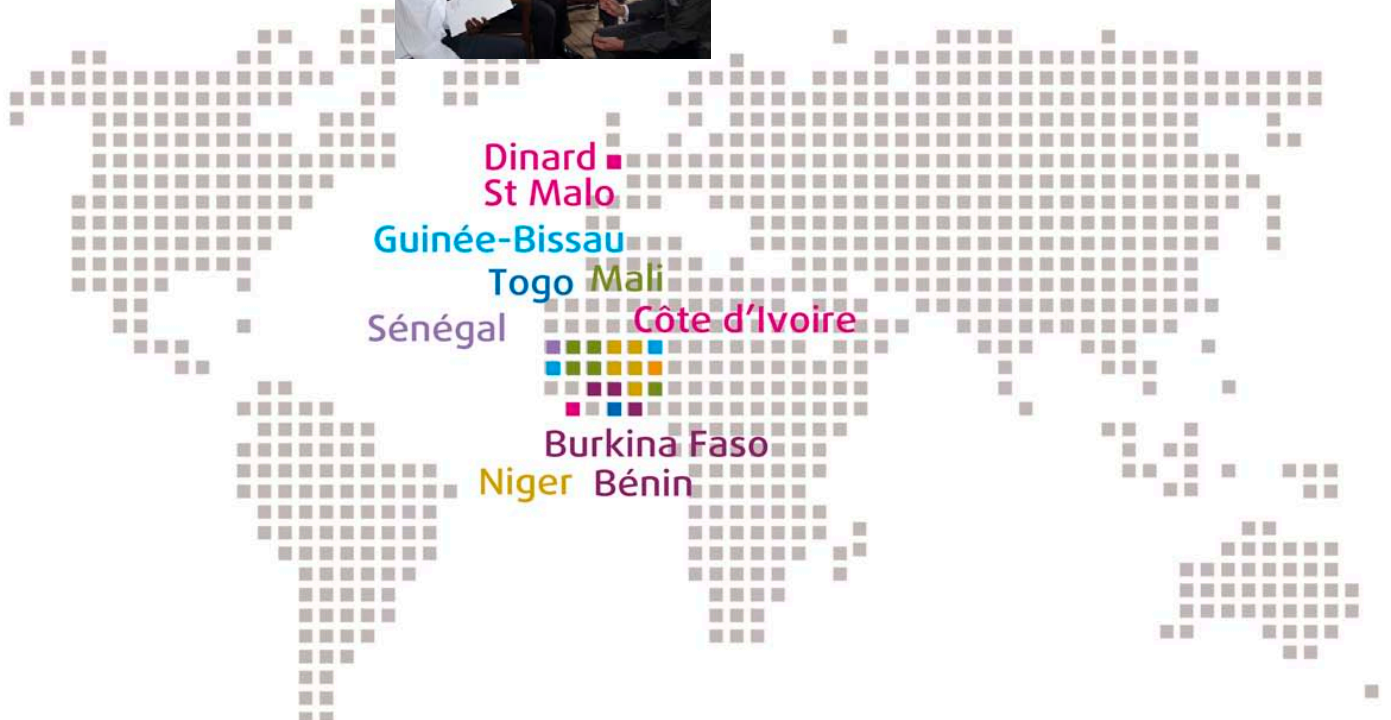 Dinard
St Malo
Guinée-Bissau
Togo Mali
Sénégal
Côte d'Ivoire
Burkina Faso
Niger Bénin